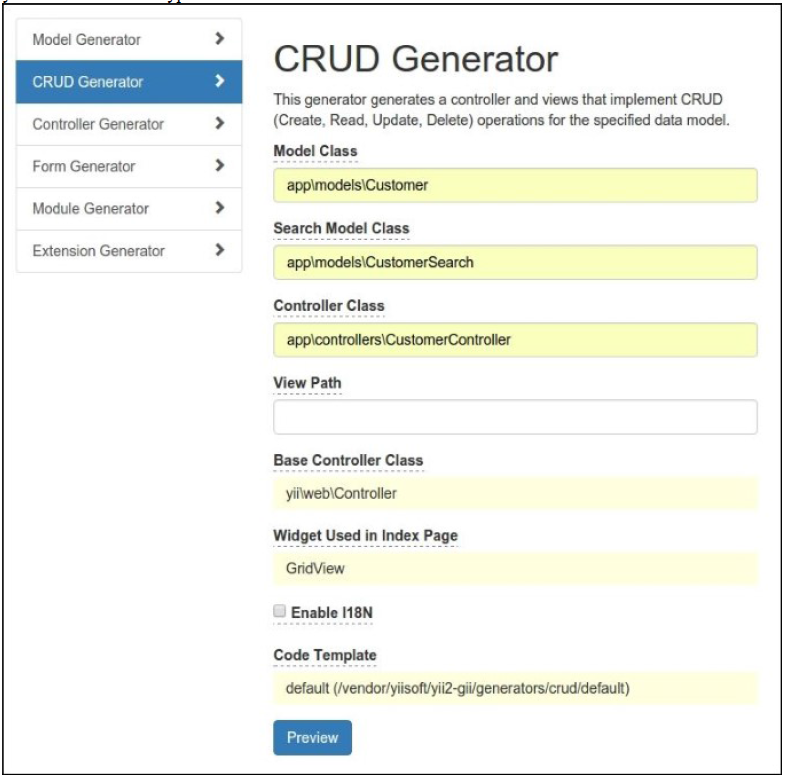 Model Generator
CRUD Generator
Controller Generator
Form Generator
Module Generator
Extension Generator
CRUD Generator
This generator generates a controller and views that implement CRUD
(Create, Read, Update, Delete) operations for the specified data model.
Model Class
app\models\Customer
Search Model Class
app\models\CustomerSearch
Controller Class
app\controllers\CustomerController
View Path
Base Controller Class
yii\web\Controller
Widget Used in Index Page
GridView
Enable I18N
Code Template
default (/vendor/yiisoft/yii2-gii/generators/crud/default)
Preview